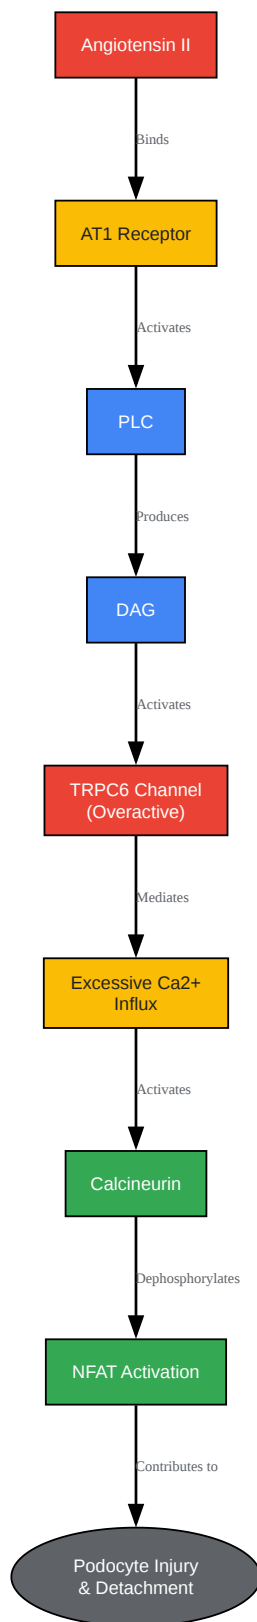 Angiotensin II
Binds
AT1 Receptor
Activates
PLC
Produces
DAG
Activates
TRPC6 Channel
(Overactive)
Mediates
Excessive Ca2+
Influx
Activates
Calcineurin
Dephosphorylates
NFAT Activation
Contributes to
Podocyte Injury
& Detachment